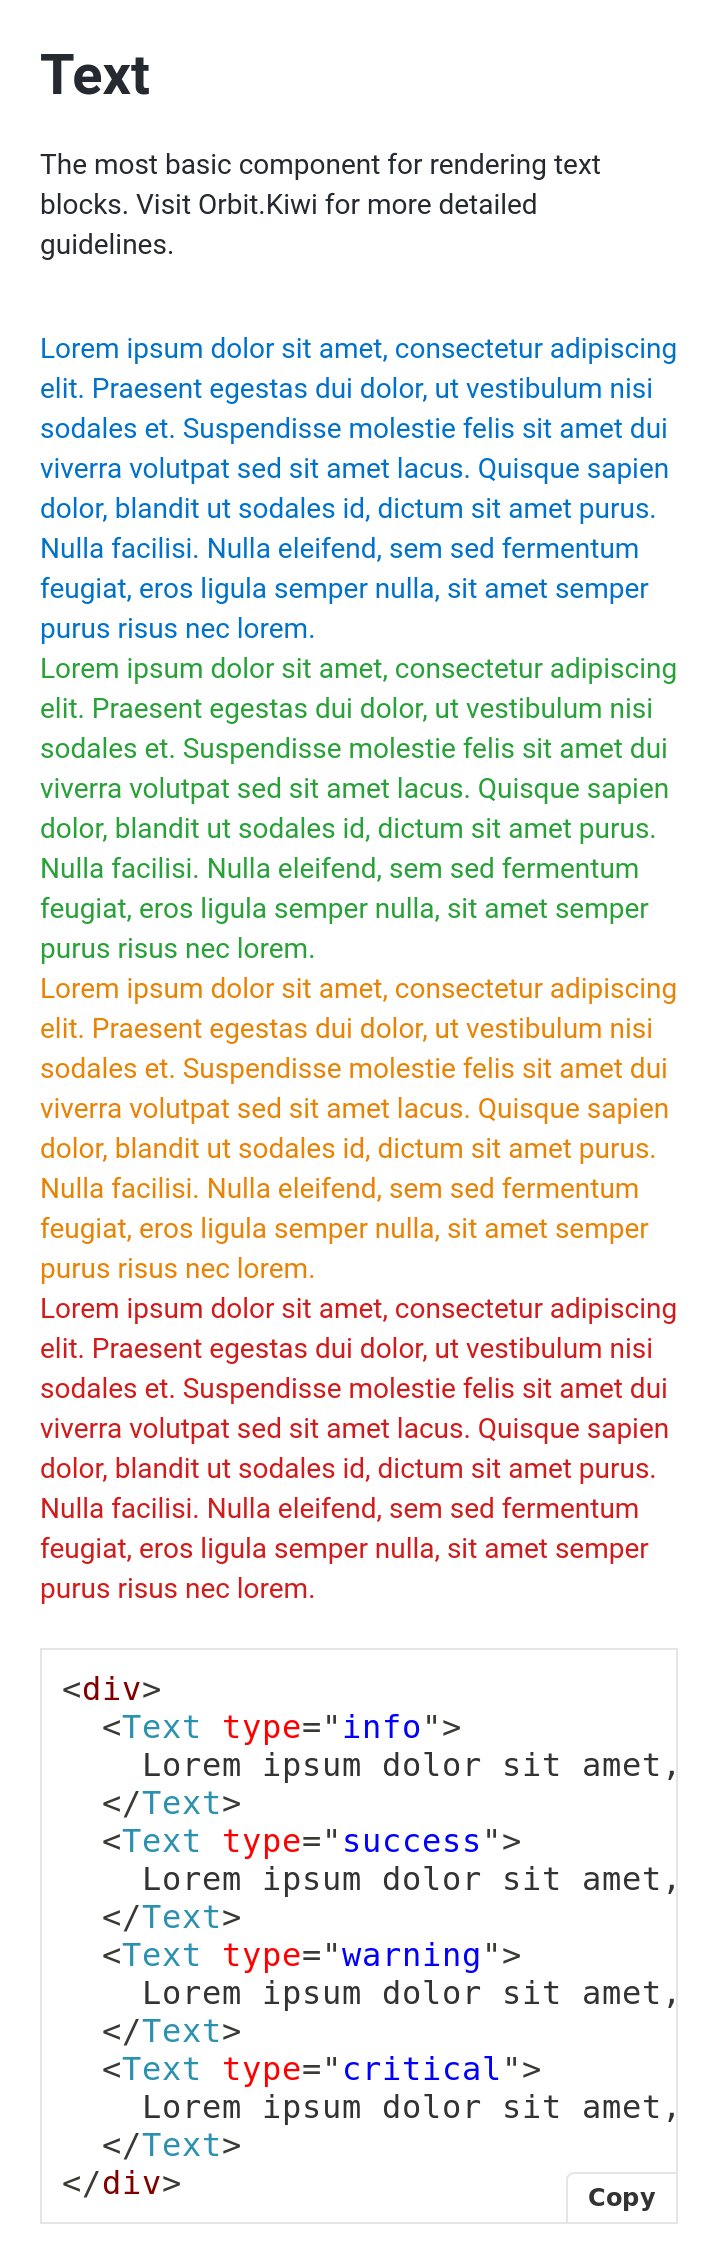 Text
The most basic component for rendering text
blocks. Visit Orbit.Kiwi for more detailed
guidelines.
Lorem ipsum dolor sit amet, consectetur adipiscing
elit. Praesent egestas dui dolor, ut vestibulum nisi
sodales et. Suspendisse molestie felis sit amet dui
viverra volutpat sed sit amet lacus. Quisque sapien
dolor, blandit ut sodales id, dictum sit amet purus.
Nulla facilisi. Nulla eleifend, sem sed fermentum
feugiat, eros ligula semper nulla, sit amet semper
purus risus nec lorem.
Lorem ipsum dolor sit amet, consectetur adipiscing
elit. Praesent egestas dui dolor, ut vestibulum nisi
sodales et. Suspendisse molestie felis sit amet dui
viverra volutpat sed sit amet lacus. Quisque sapien
dolor, blandit ut sodales id, dictum sit amet purus.
Nulla facilisi. Nulla eleifend, sem sed fermentum
feugiat, eros ligula semper nulla, sit amet semper
purus risus nec lorem.
Lorem ipsum dolor sit amet, consectetur adipiscing
elit. Praesent egestas dui dolor, ut vestibulum nisi
sodales et. Suspendisse molestie felis sit amet dui
viverra volutpat sed sit amet lacus. Quisque sapien
dolor, blandit ut sodales id, dictum sit amet purus.
Nulla facilisi. Nulla eleifend, sem sed fermentum
feugiat, eros ligula semper nulla, sit amet semper
purus risus nec lorem.
Lorem ipsum dolor sit amet, consectetur adipiscing
elit. Praesent egestas dui dolor, ut vestibulum nisi
sodales et. Suspendisse molestie felis sit amet dui
viverra volutpat sed sit amet lacus. Quisque sapien
dolor, blandit ut sodales id, dictum sit amet purus.
Nulla facilisi. Nulla eleifend, sem sed fermentum
feugiat, eros ligula semper nulla, sit amet semper
purus risus nec lorem.
<div>
  <Text type="info">
    Lorem ipsum dolor sit amet,
  </Text>
  <Text type="success">
    Lorem ipsum dolor sit amet,
  </Text>
  <Text type="warning">
    Lorem ipsum dolor sit amet,
  </Text>
  <Text type="critical">
    Lorem ipsum dolor sit amet,
  </Text>
</div>
Copy